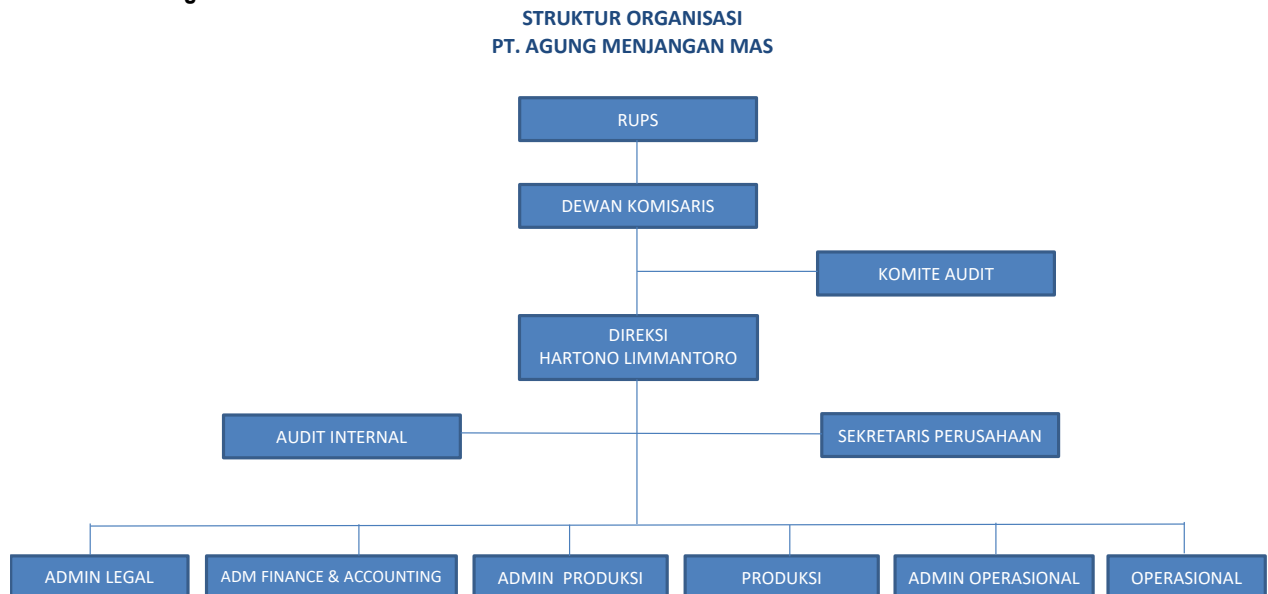 STRUKTUR ORGANISASI
PT. AGUNG MENJANGAN MAS
RUPS
DEWAN KOMISARIS
KOMITE AUDIT
DIREKSI
HARTONO LIMMANTORO
AUDIT INTERNAL
SEKRETARIS PERUSAHAAN
ADMIN LEGAL
ADM FINANCE & ACCOUNTING
ADMIN PRODUKSI
PRODUKSI
ADMIN OPERASIONAL
OPERASIONAL